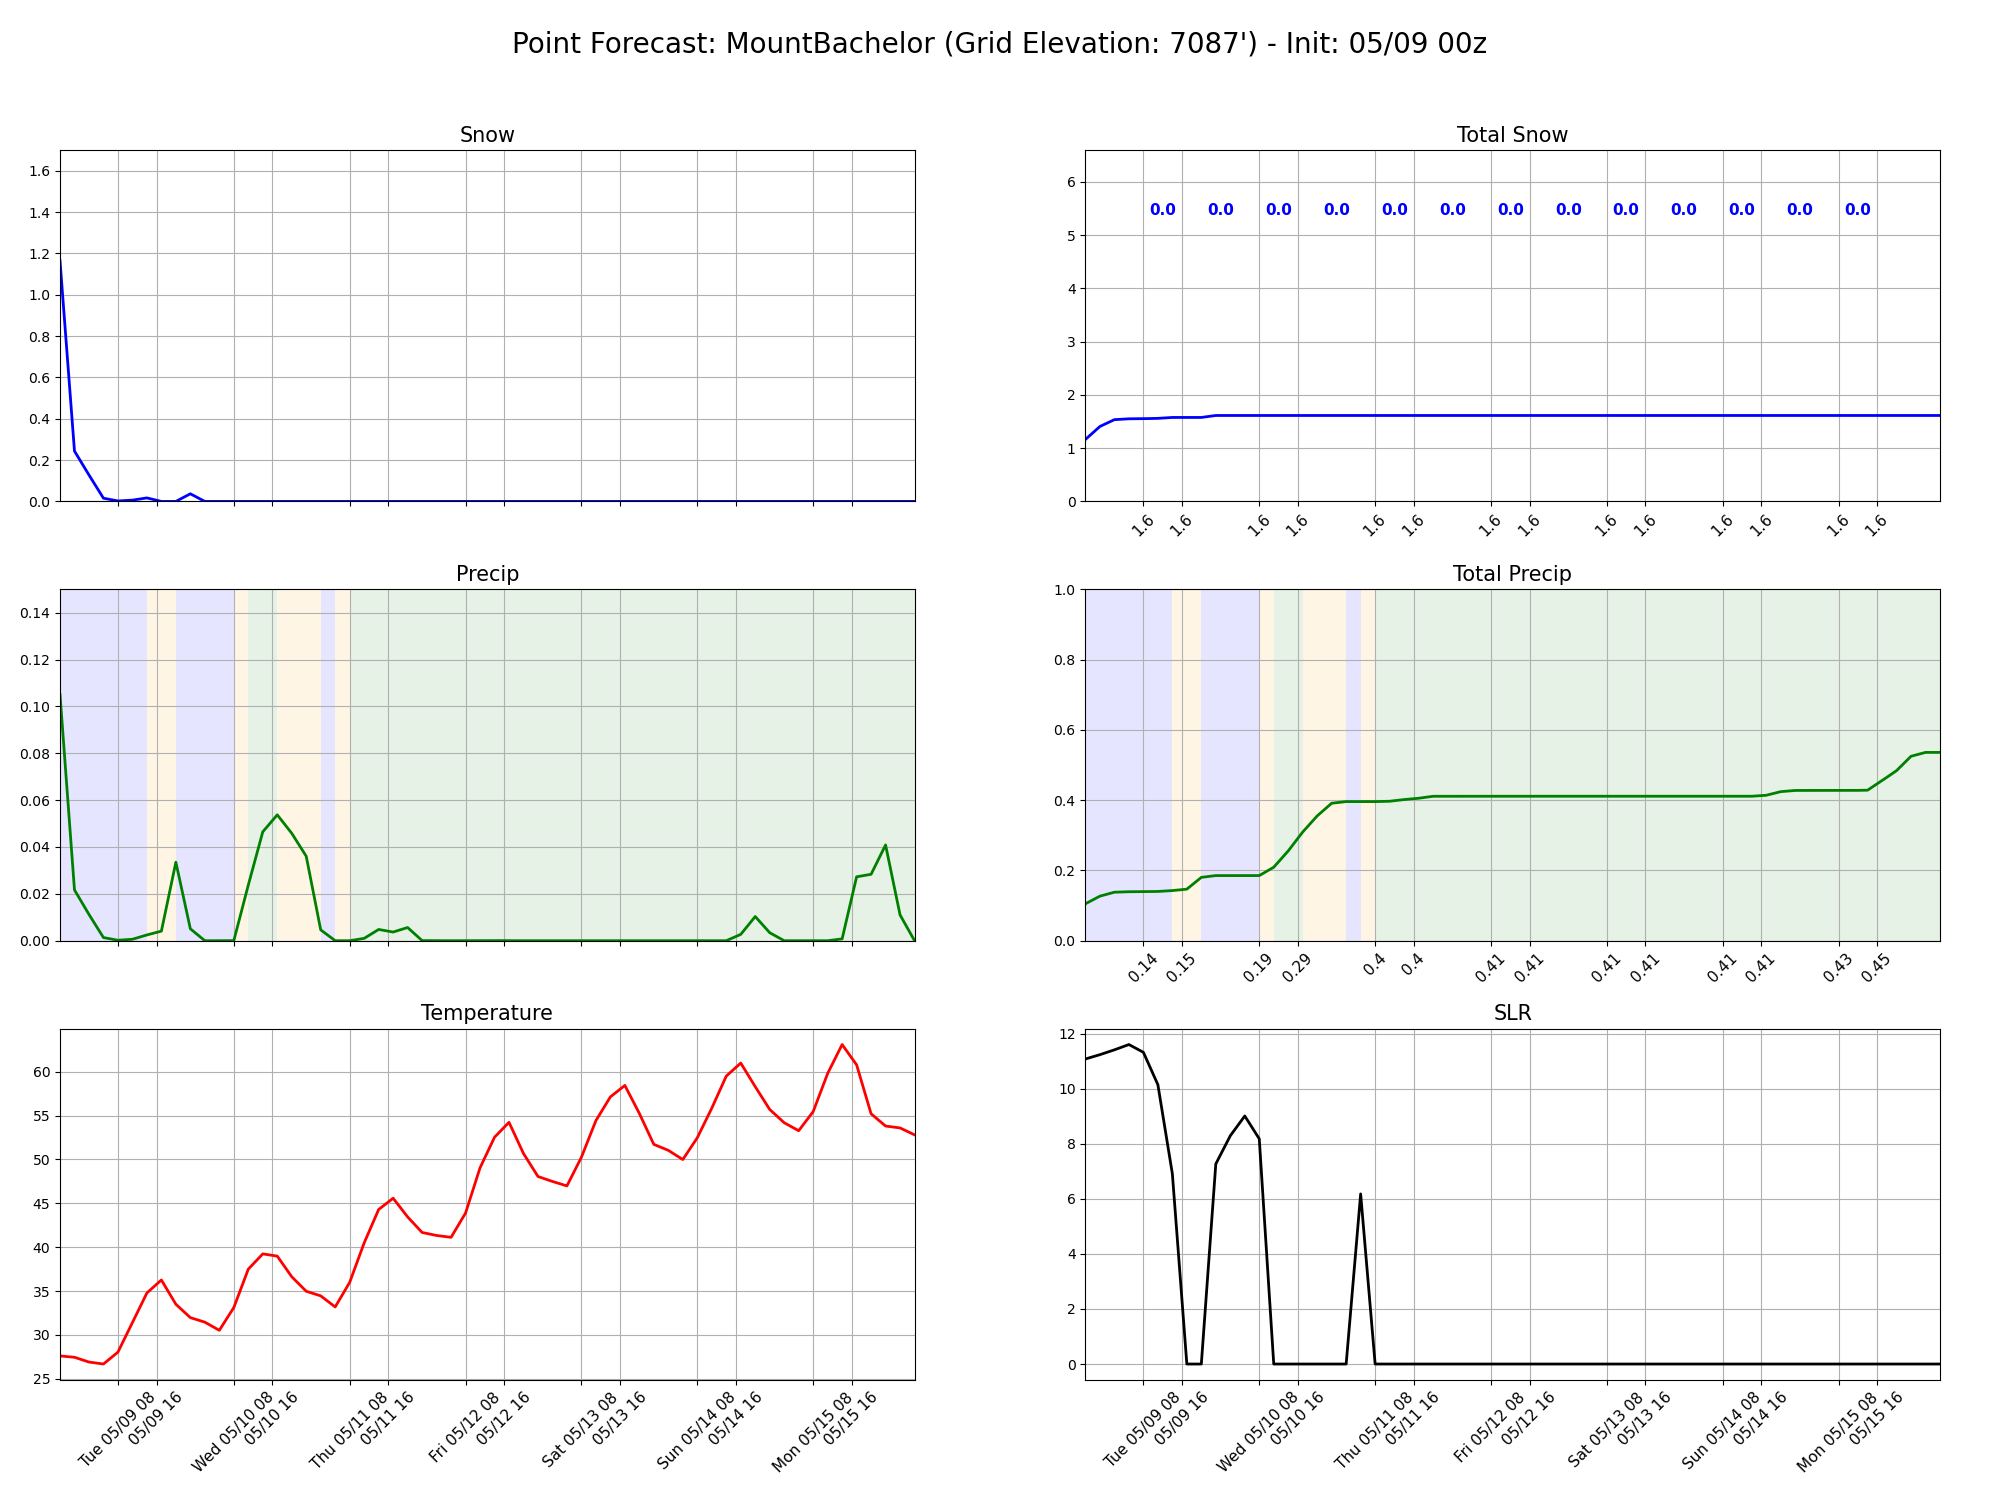 Point Forecast: MountBachelor (Grid Elevation: 7087') - Init: 05/09 00z
Snow
1.6
1.4
1.2
1.0
0.8
0.6
0.4
0.2
0.0
Total Snow
6
5
4
3
2
1
0
0.0 0.0 0.0 0.0 0.0 0.0 0.0 0.0 0.0 0.0 0.0 0.0 0.0
1.6 1.6 1.6 1.6 1.6 1.6 1.6 1.6 1.6 1.6 1.6 1.6 1.6 1.6
Precip
0.14
0.12
0.10
0.08
0.06
0.04
0.02
0.00
Total Precip
1.0
0.8
0.6
0.4
0.2
0.0
0.14 0.15 0.19 0.29 0.4 0.4 0.41 0.41 0.41 0.41 0.41 0.41 0.43 0.45
Temperature
60
55
50
45
40
35
30
25
Tue 05/09 08
05/09 16
Wed 05/10 08
05/10 16
Thu 05/11 08
05/11 16
Fri 05/12 08
05/12 16
Sat 05/13 08
05/13 16
Sun 05/14 08
05/14 16
Mon 05/15 08
05/15 16
SLR
12
10
8
6
4
2
0
Tue 05/09 08
05/09 16
Wed 05/10 08
05/10 16
Thu 05/11 08
05/11 16
Fri 05/12 08
05/12 16
Sat 05/13 08
05/13 16
Sun 05/14 08
05/14 16
Mon 05/15 08
05/15 16